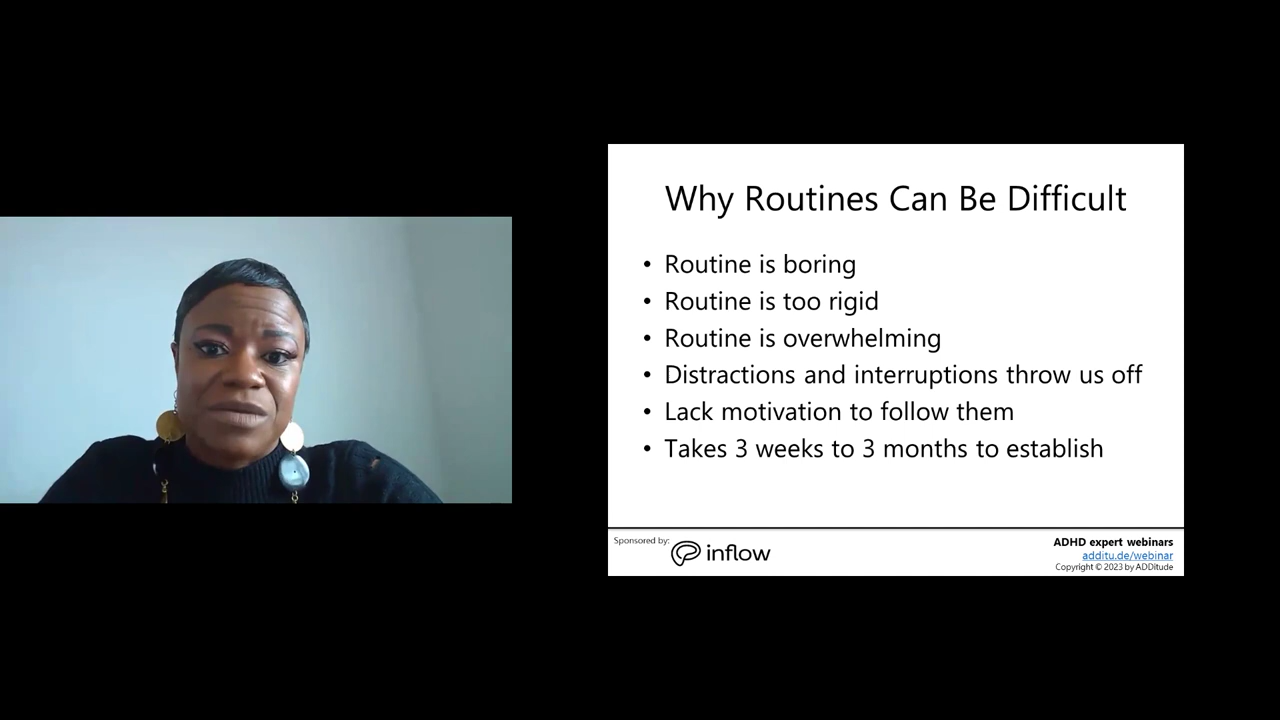 Why Routines Can Be Difficult
• Routine is boring
• Routine is too rigid
• Routine is overwhelming
• Distractions and interruptions throw us off
• Lack motivation to follow them
• Takes 3 weeks to 3 months to establish
Sponsored by:
inflow
ADHD expert webinars
additu.de/webinar
Copyright © 2023 by ADDitude